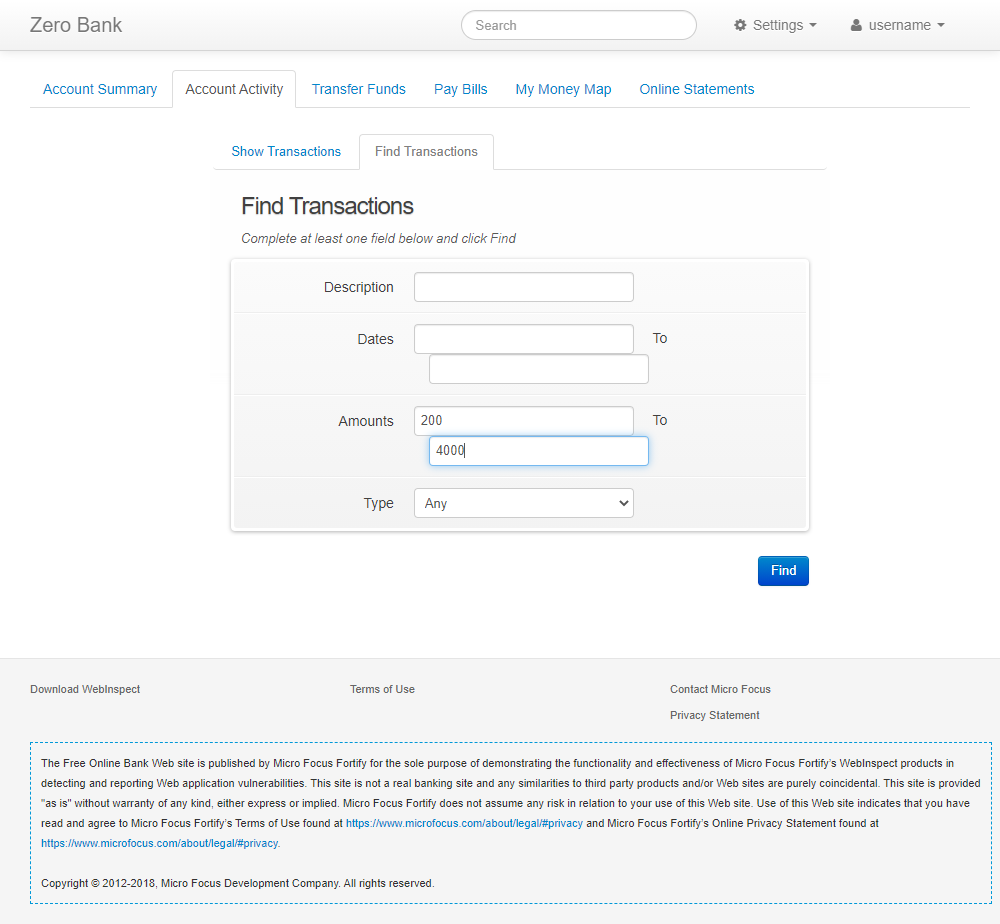 Zero Bank Search Settings username
Account Summary Account Activity Transfer Funds Pay Bills My Money Map Online Statements
Show Transactions Find Transactions
Find Transactions
Complete at least one field below and click Find
Description
Dates To
Amounts 200 To
4000
Type Any
Find
Download WebInspect Terms of Use Contact Micro Focus
Privacy Statement
The Free Online Bank Web site is published by Micro Focus Fortify for the sole purpose of demonstrating the functionality and effectiveness of Micro Focus Fortify's WebInspect products in
detecting and reporting Web application vulnerabilities. This site is not a real banking site and any similarities to third party products and/or Web sites are purely coincidental. This site is provided
"as is" without warranty of any kind, either express or implied. Micro Focus Fortify does not assume any risk in relation to your use of this Web site. Use of this Web site indicates that you have
read and agree to Micro Focus Fortify's Terms of Use found at https://www.microfocus.com/about/legal/#privacy and Micro Focus Fortify's Online Privacy Statement found at
https://www.microfocus.com/about/legal/#privacy.
Copyright © 2012-2018, Micro Focus Development Company. All rights reserved.